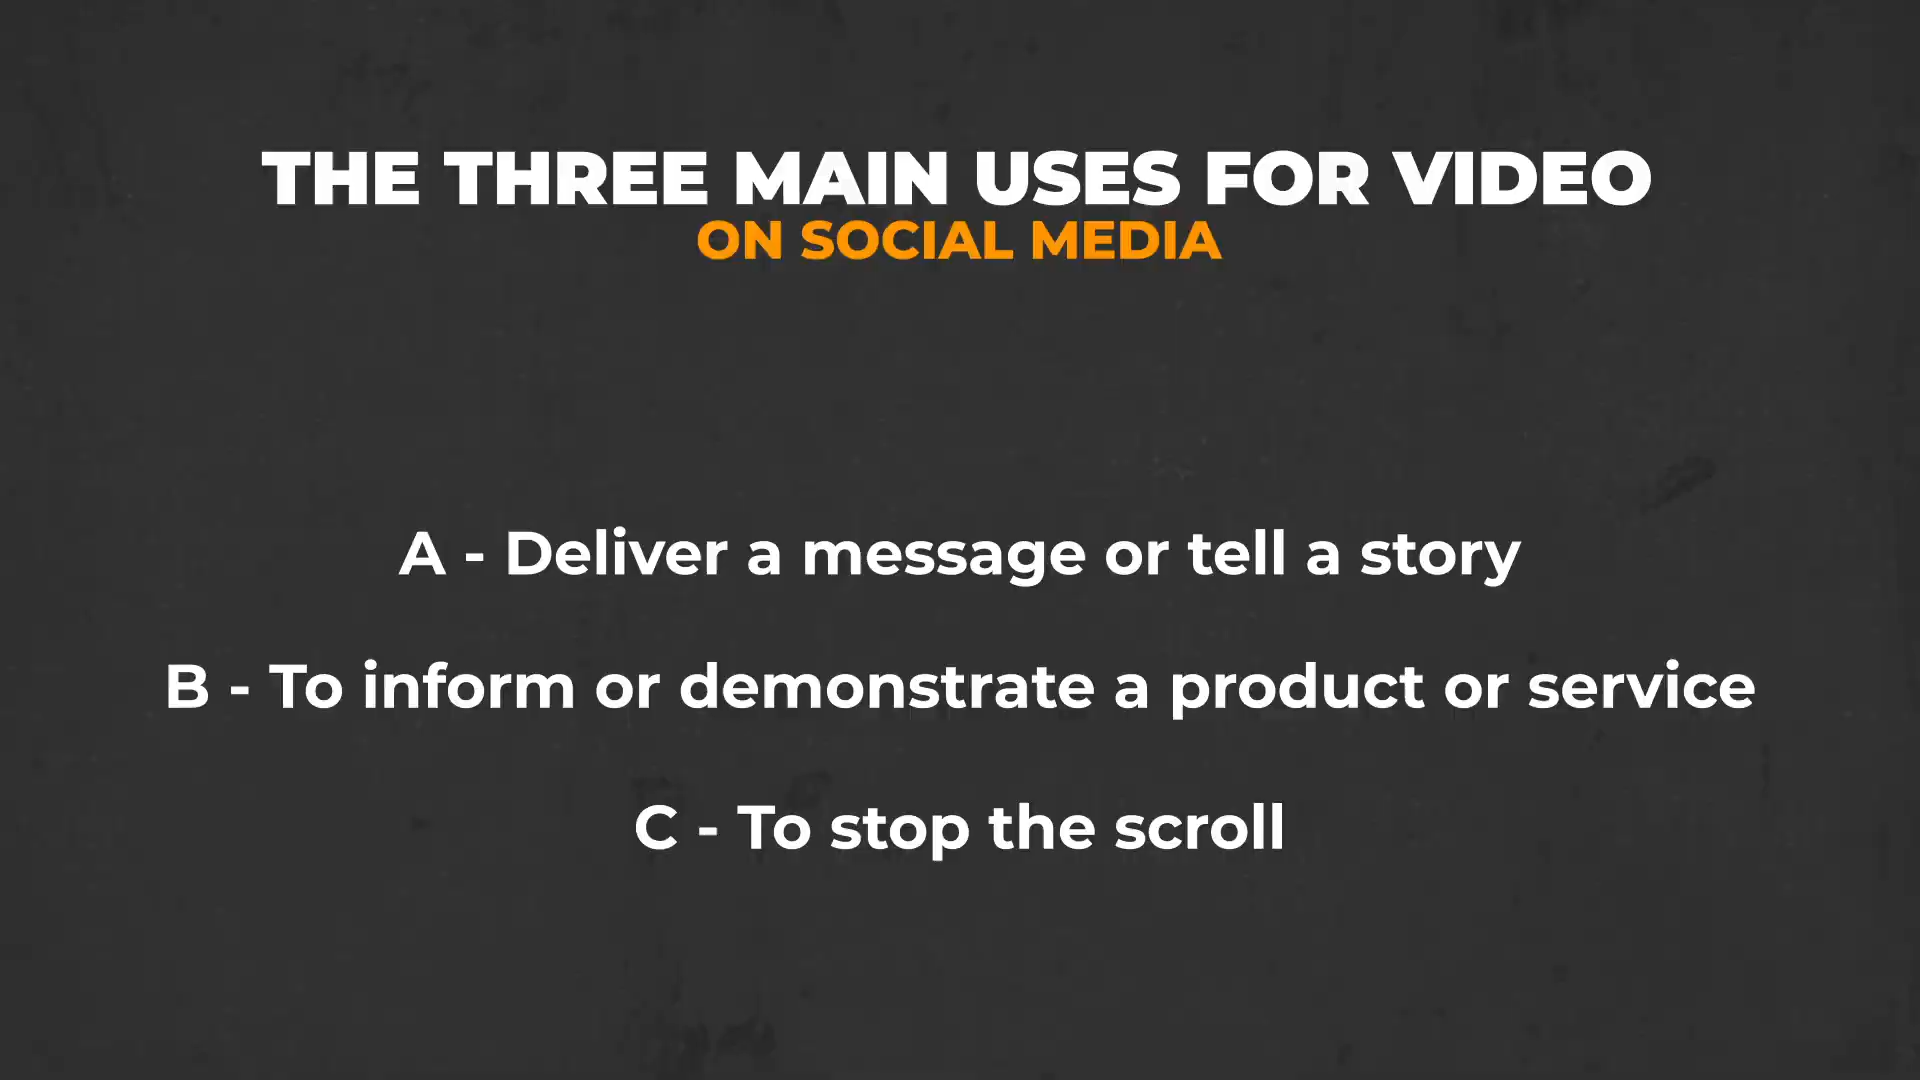 THE THREE MAIN USES FOR VIDEO
ON SOCIAL MEDIA
A - Deliver a message or tell a story
B - To inform or demonstrate a product or service
C - To stop the scroll